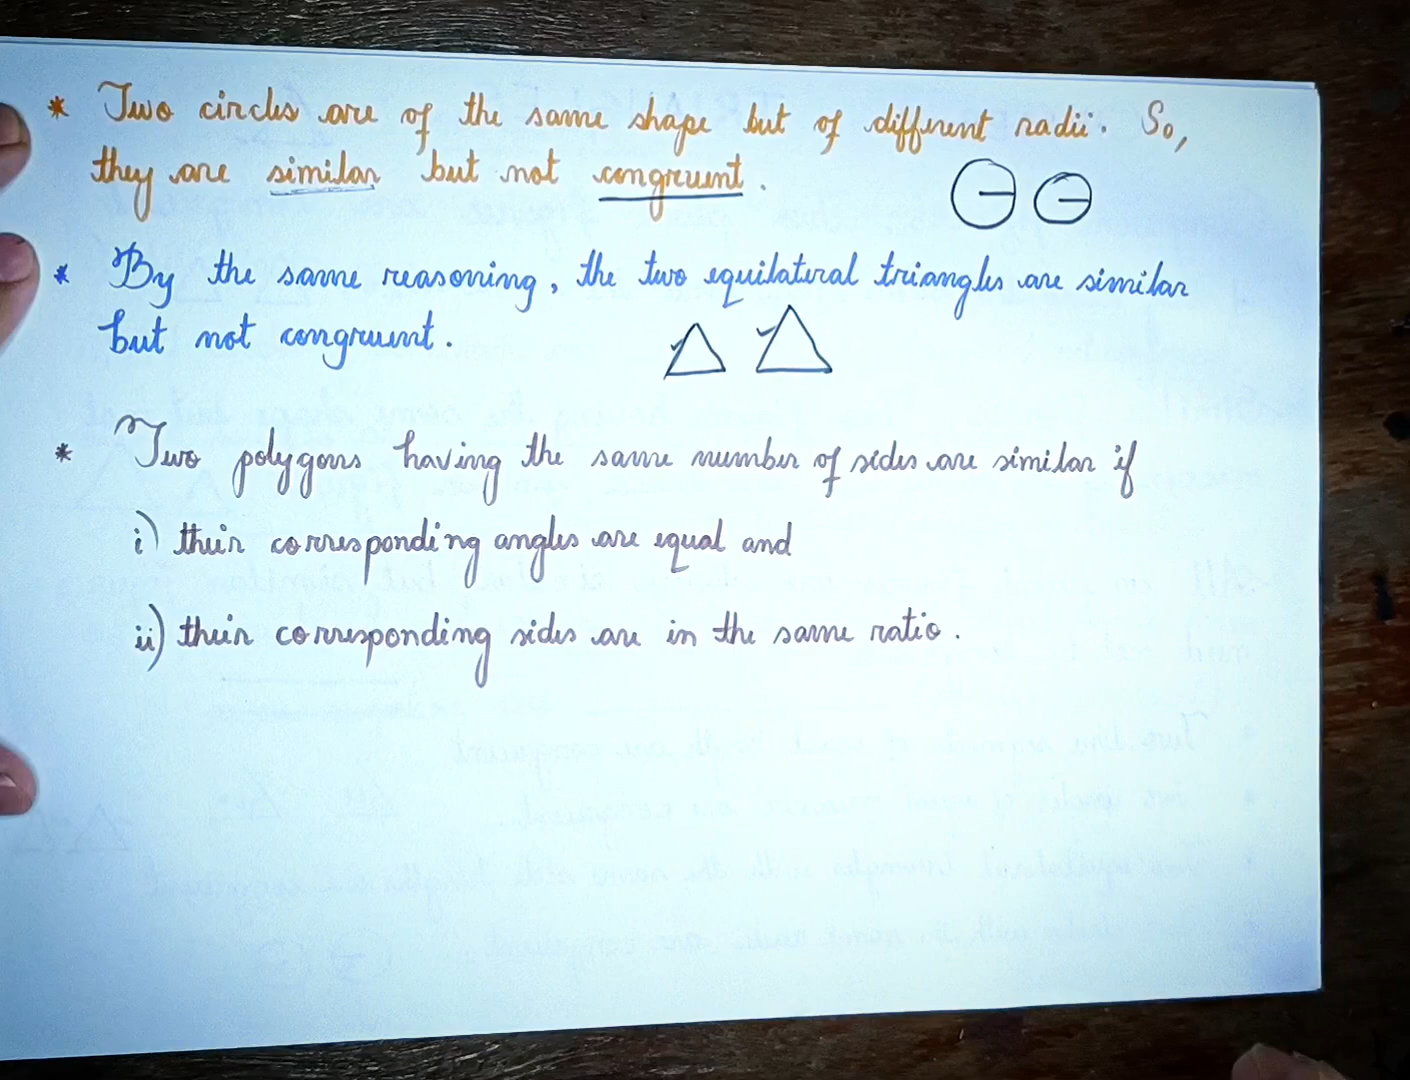 * Two circles are of the same shape but of different radii. So,
they are similar but not congruent.
* By the same reasoning, the two equilateral triangles are similar
but not congruent.
* Two polygons having the same number of sides are similar if
i) their corresponding angles are equal and
ii) their corresponding sides are in the same ratio.